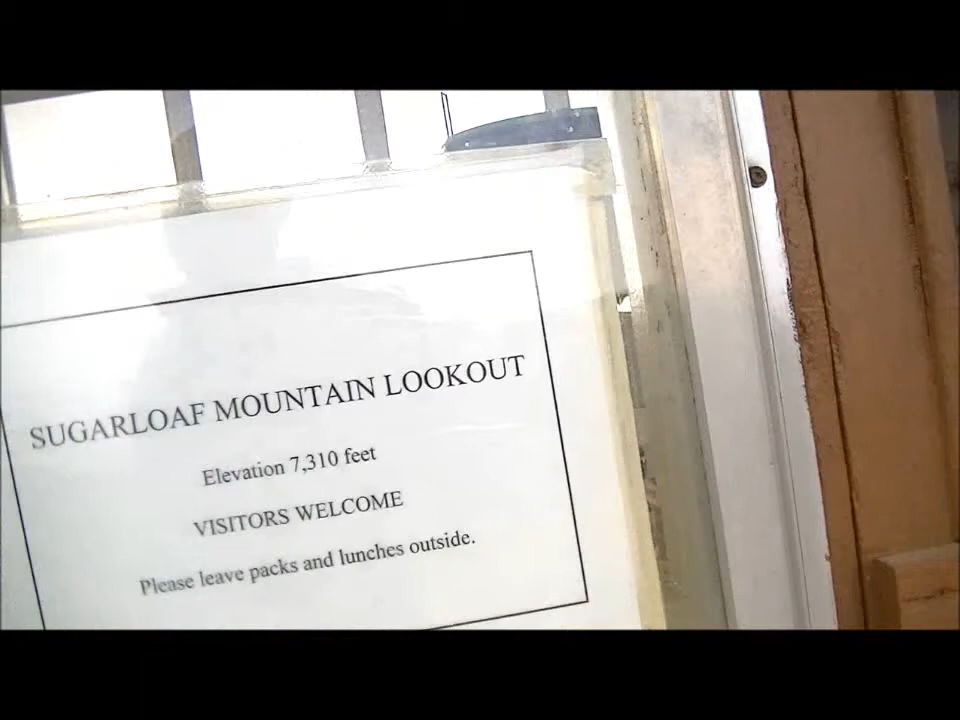 SUGARLOAF MOUNTAIN LOOKOUT
Elevation 7,310 feet
VISITORS WELCOME
Please leave packs and lunches outside.